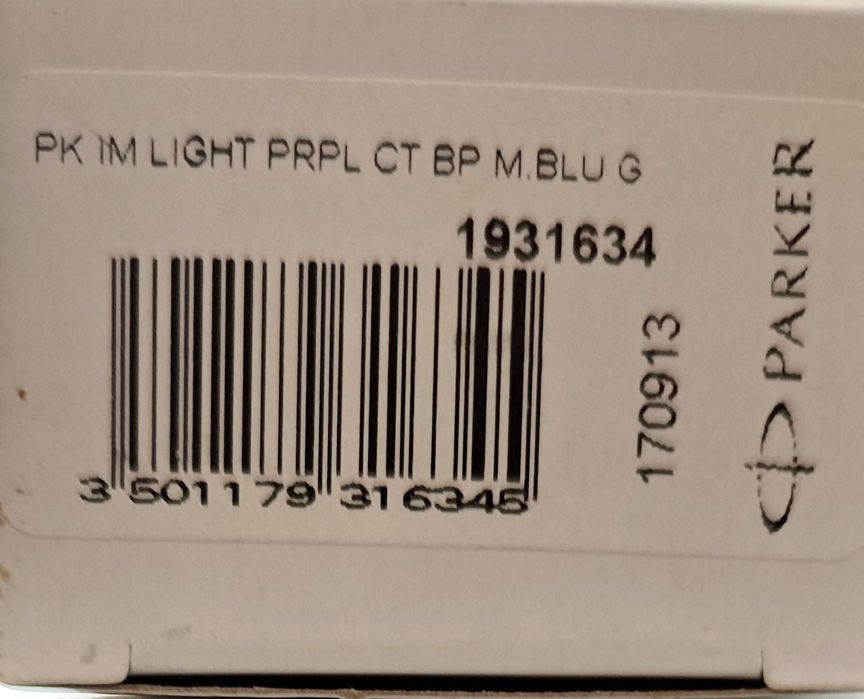 PK IM LIGHT PRPL CT BP M.BLU G
1931634
3 501179 316345
170913
PARKER